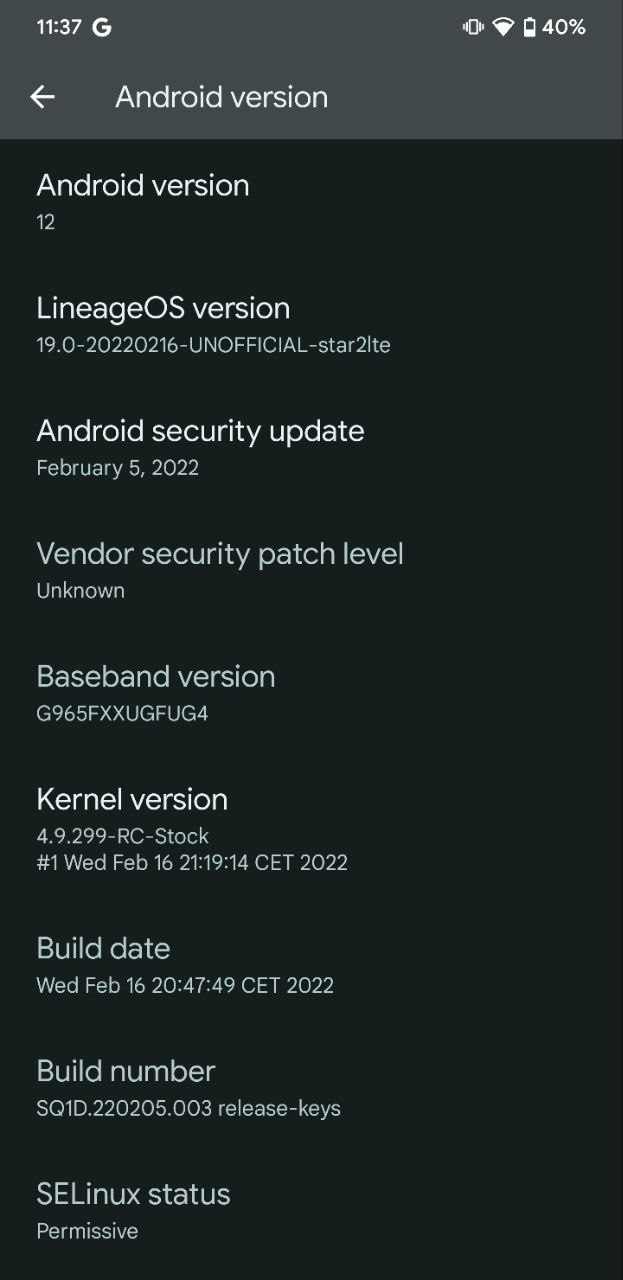 11:37 G 40%
Android version
Android version
12
LineageOS version
19.0-20220216-UNOFFICIAL-star2lte
Android security update
February 5, 2022
Vendor security patch level
Unknown
Baseband version
G965FXXUGFUG4
Kernel version
4.9.299-RC-Stock
#1 Wed Feb 16 21:19:14 CET 2022
Build date
Wed Feb 16 20:47:49 CET 2022
Build number
SQ1D.220205.003 release-keys
SELinux status
Permissive